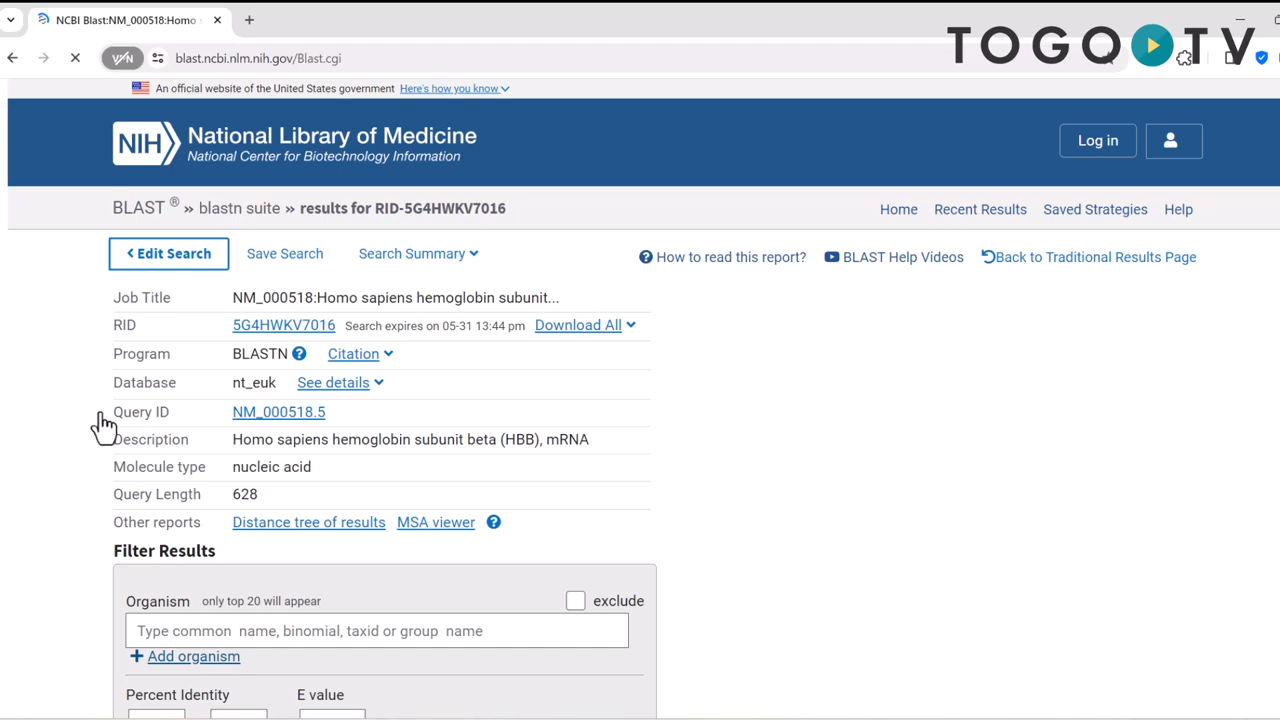 NCBI Blast:NM_000518:Homo
TOGO TV
VPN
blast.ncbi.nlm.nih.gov/Blast.cgi
An official website of the United States government Here's how you know
NIH National Library of Medicine
National Center for Biotechnology Information
Log in
BLAST ® » blastn suite » results for RID-5G4HWKV7016
Home Recent Results Saved Strategies Help
Edit Search Save Search Search Summary
How to read this report? BLAST Help Videos Back to Traditional Results Page
Job Title NM_000518:Homo sapiens hemoglobin subunit...
RID 5G4HWKV7016 Search expires on 05-31 13:44 pm Download All
Program BLASTN Citation
Database nt_euk See details
Query ID NM_000518.5
Description Homo sapiens hemoglobin subunit beta (HBB), mRNA
Molecule type nucleic acid
Query Length 628
Other reports Distance tree of results MSA viewer
Filter Results
Organism only top 20 will appear exclude
Type common name, binomial, taxid or group name
Add organism
Percent Identity E value